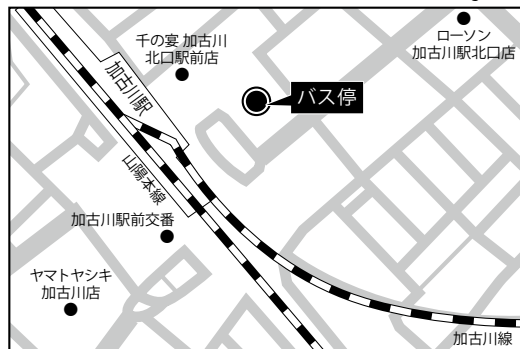 千の宴 加古川
北口駅前店
ローソン
加古川駅北口店
加古川駅
バス停
山陽本線
加古川駅前交番
ヤマトヤシキ
加古川店
加古川線